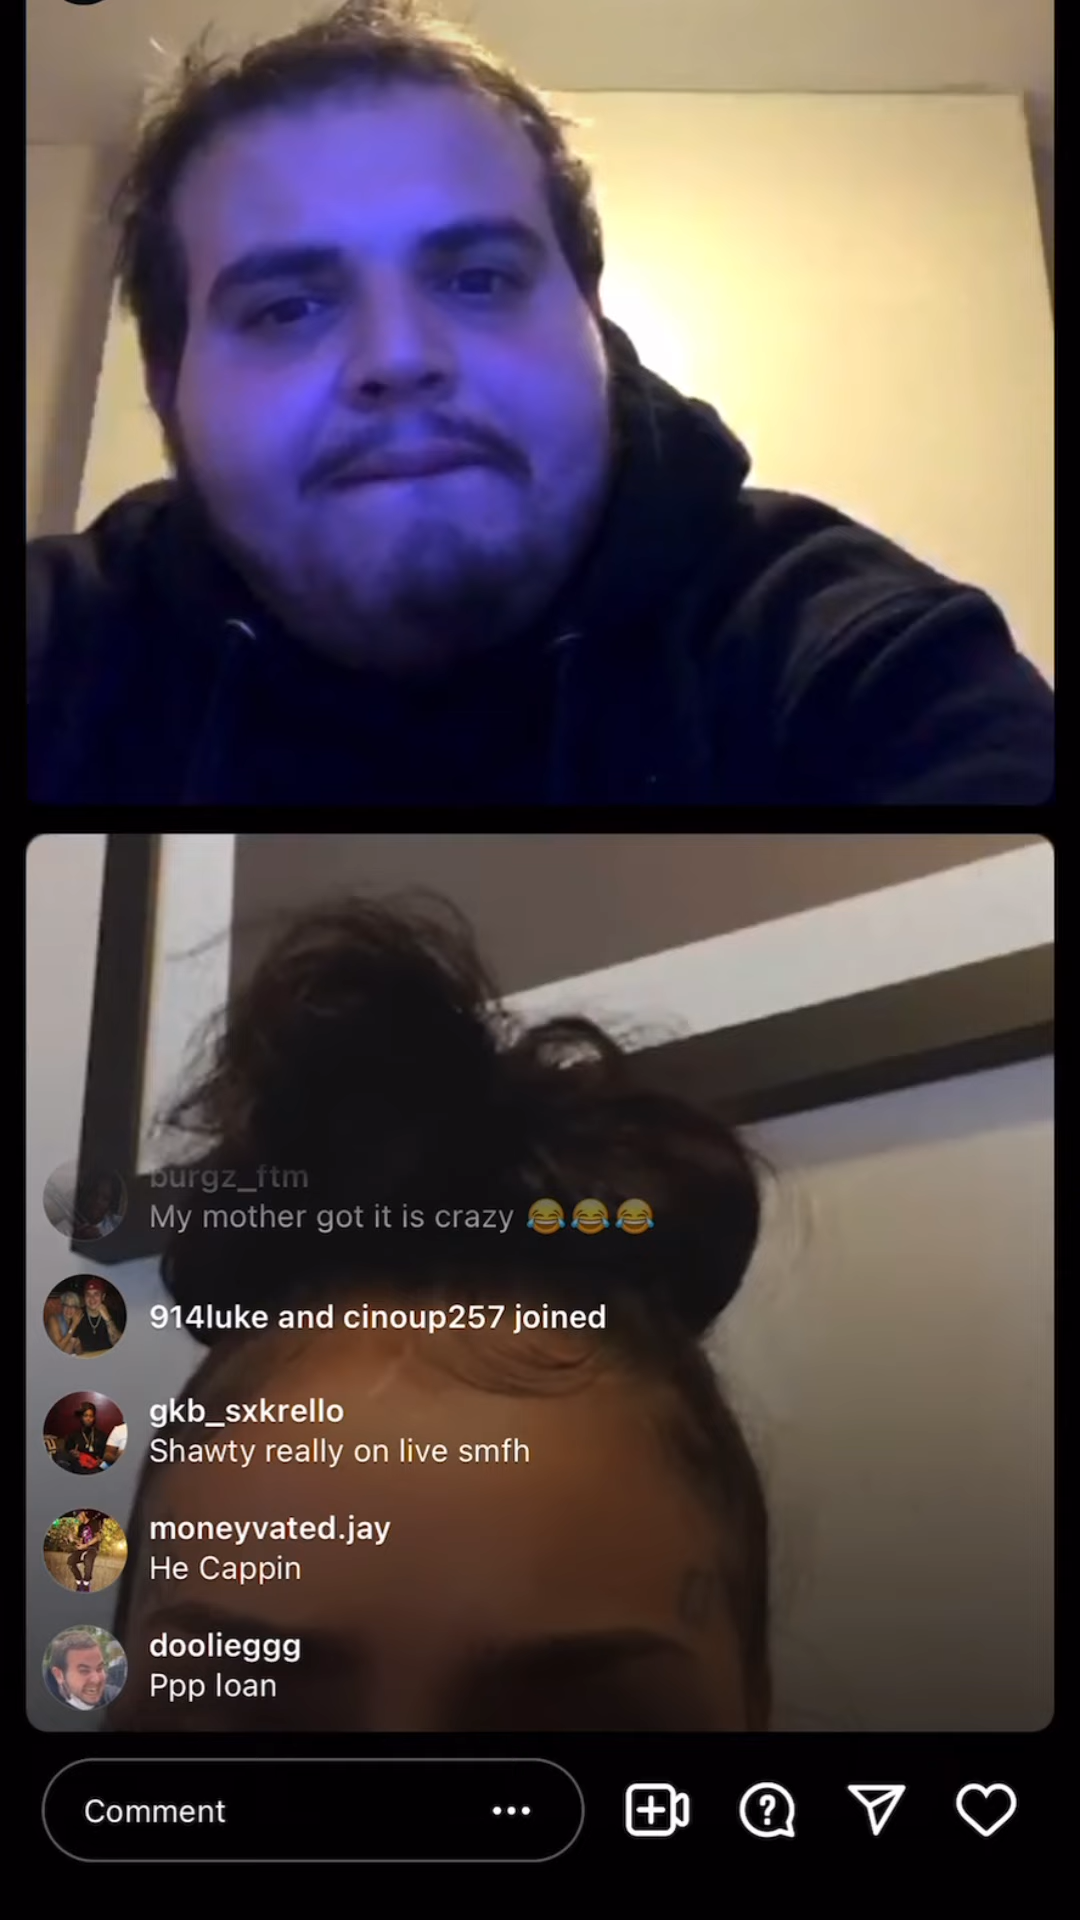 burgz_ftm
My mother got it is crazy 😂😂😂
914luke and cinoup257 joined
gkb_sxkrello
Shawty really on live smfh
moneyvated.jay
He Cappin
doolieggg
Ppp loan
Comment